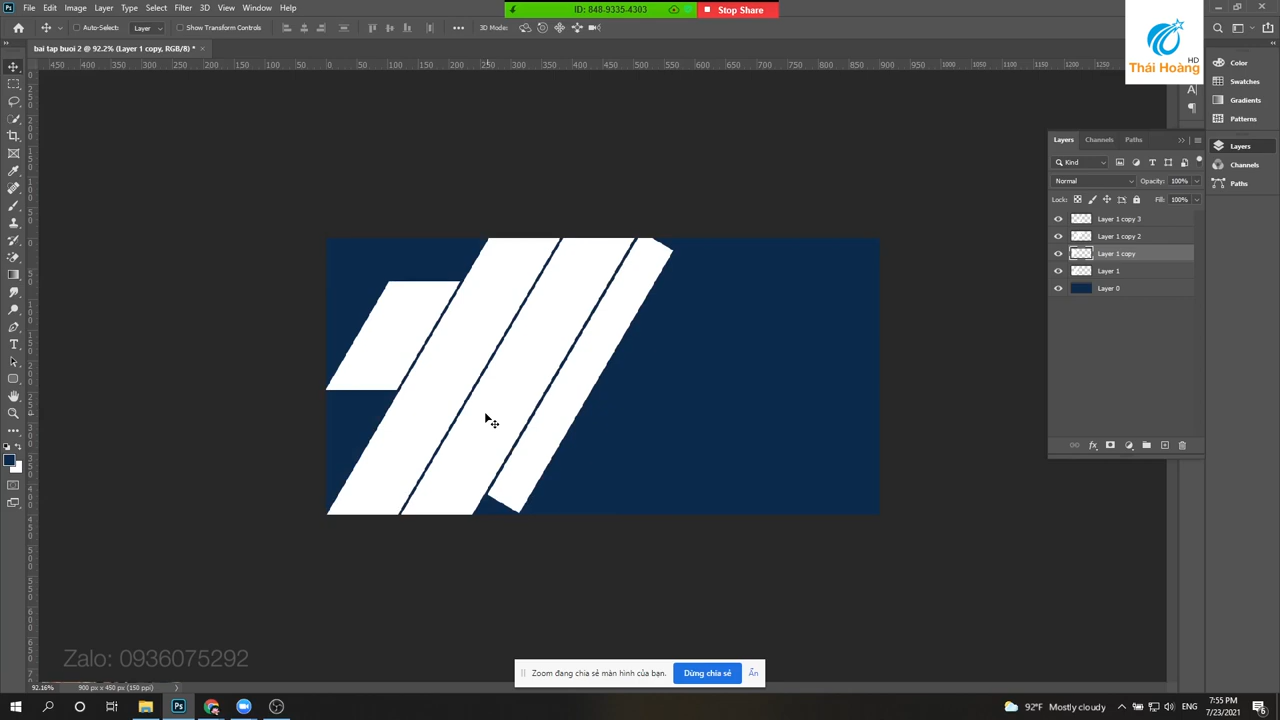 File Edit Image Layer Type Select Filter 3D View Window Help
ID: 848-9335-4303
Stop Share
Auto-Select: Layer
Show Transform Controls
3D Mode:
bai tap buoi 2 @ 92.2% (Layer 1 copy, RGB/8) *
HD
Thái Hoàng
Color
Swatches
Gradients
Patterns
Layers
Channels
Paths
Layers Channels Paths
Kind
Normal Opacity: 100%
Lock: Fill: 100%
Layer 1 copy 3
Layer 1 copy 2
Layer 1 copy
Layer 1
Layer 0
Zalo: 0936075292
Zoom đang chia sẻ màn hình của bạn. Dừng chia sẻ Ẩn
92.16% 900 px x 450 px (150 ppi)
92°F Mostly cloudy
7:55 PM
7/23/2021